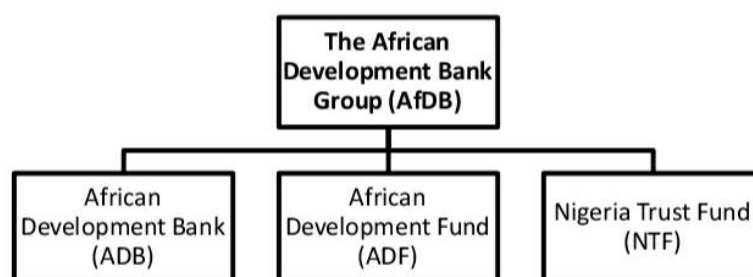 The African
Development Bank
Group (AfDB)
African
Development Bank
(ADB)
African
Development Fund
(ADF)
Nigeria Trust Fund
(NTF)